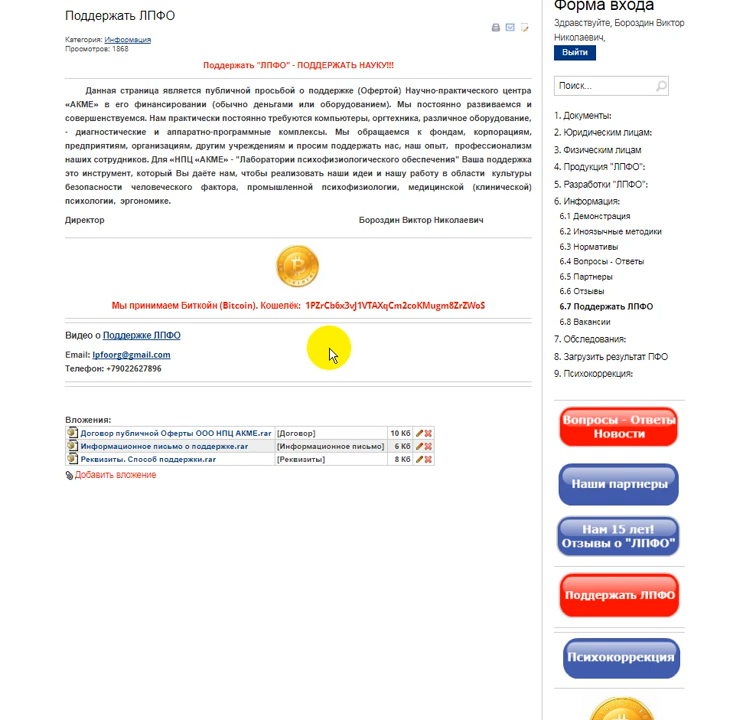 Поддержать ЛПФО
Категория: Информация
Просмотров: 1868
Поддержать "ЛПФО" - ПОДДЕРЖАТЬ НАУКУ!!!
Данная страница является публичной просьбой о поддержке (Офертой) Научно-практического центра
«АКМЕ» в его финансировании (обычно деньгами или оборудованием). Мы постоянно развиваемся и
совершенствуемся. Нам практически постоянно требуются компьютеры, оргтехника, различное оборудование,
- диагностические и аппаратно-программные комплексы. Мы обращаемся к фондам, корпорациям,
предприятиям, организациям, другим учреждениям и просим поддержать нас, наш опыт, профессионализм
наших сотрудников. Для «НПЦ «АКМЕ» - "Лаборатории психофизиологического обеспечения" Ваша поддержка
это инструмент, который Вы даёте нам, чтобы реализовать наши идеи и нашу работу в области культуры
безопасности человеческого фактора, промышленной психофизиологии, медицинской (клинической)
психологии, эргономике.
Директор Бороздин Виктор Николаевич
Мы принимаем Биткойн (Bitcoin). Кошелёк: 1PZrCb6x3vJ1VTAXqCm2coKMugm8ZrZWoS
Видео о Поддержке ЛПФО
Email: lpfoorg@gmail.com
Телефон: +79022627896
Вложения:
Договор публичной Оферты ООО НПЦ АКМЕ.rar [Договор] 10 Кб
Информационное письмо о поддержке.rar [Информационное письмо] 6 Кб
Реквизиты. Способ поддержки.rar [Реквизиты] 8 Кб
Добавить вложение
Форма входа
Здравствуйте, Бороздин Виктор
Николаевич,
Выйти
Поиск...
1. Документы:
2. Юридическим лицам:
3. Физическим лицам
4. Продукция "ЛПФО":
5. Разработки "ЛПФО":
6. Информация:
6.1 Демонстрация
6.2 Иноязычные методики
6.3 Нормативы
6.4 Вопросы - Ответы
6.5 Партнеры
6.6 Отзывы
6.7 Поддержать ЛПФО
6.8 Вакансии
7. Обследования:
8. Загрузить результат ПФО
9. Психокоррекция:
Вопросы - Ответы
Новости
Наши партнеры
Нам 15 лет!
Отзывы о "ЛПФО"
Поддержать ЛПФО
Психокоррекция